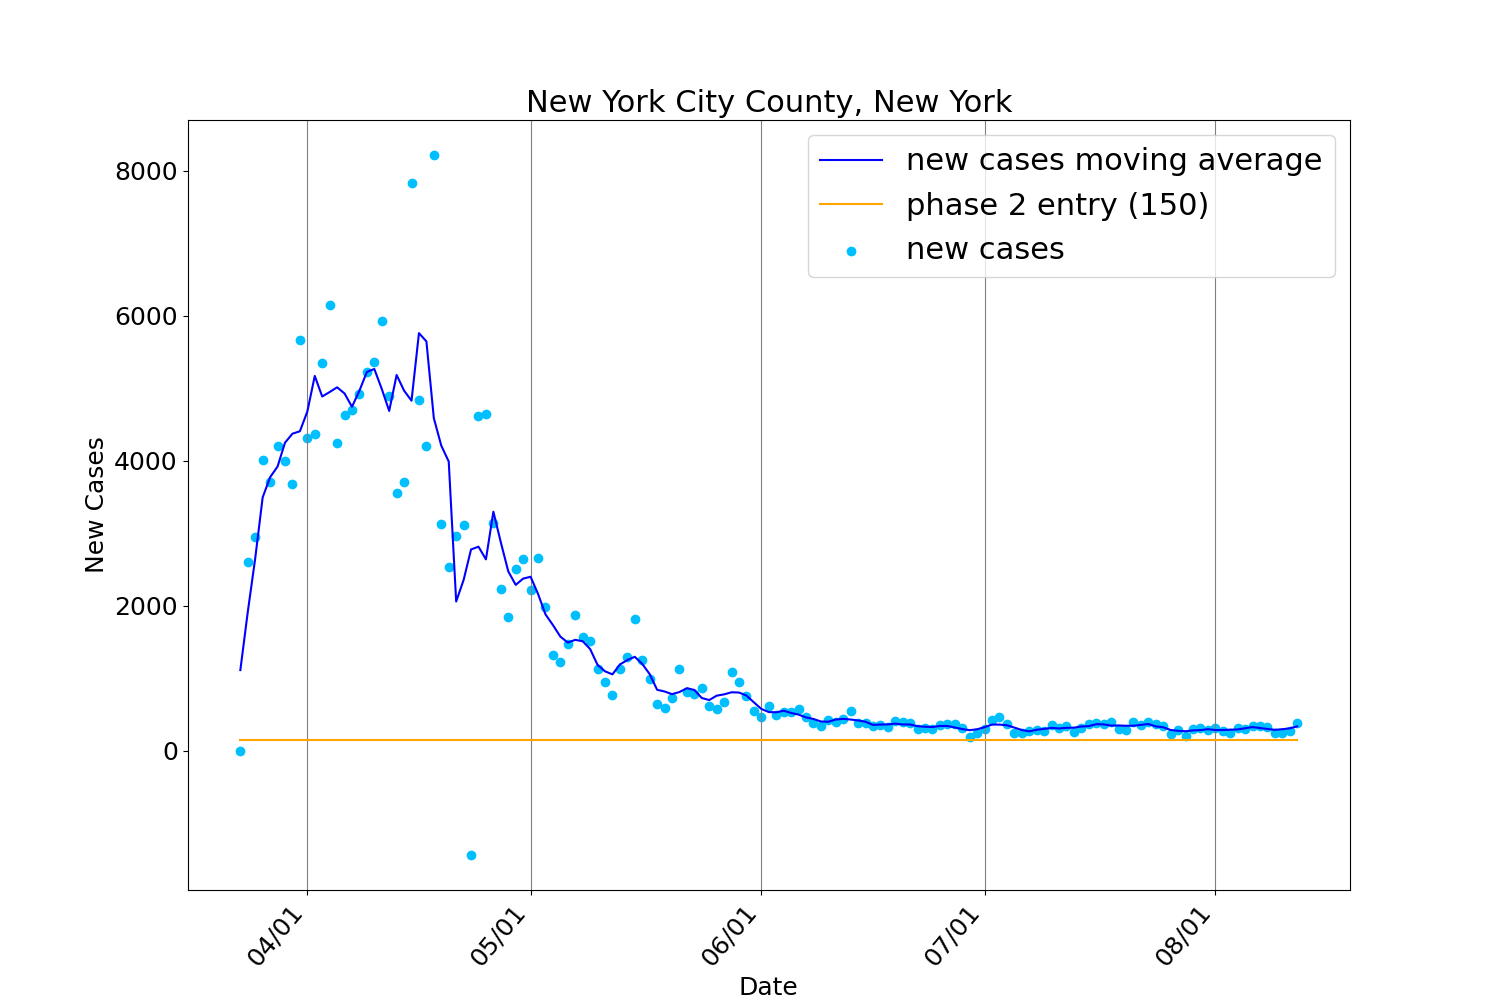 New York City County, New York
new cases moving average
phase 2 entry (150)
new cases
8000
6000
4000
2000
0
New Cases
04/01
05/01
06/01
07/01
08/01
Date